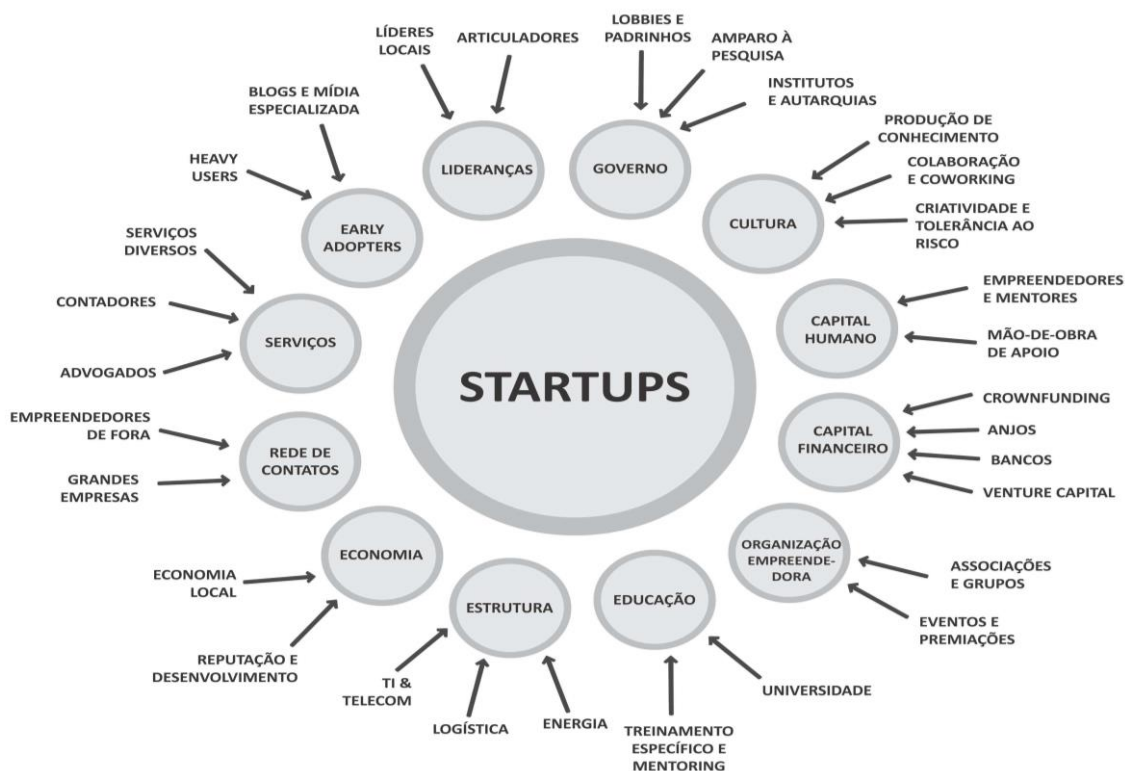 LÍDERES
LOCAIS
ARTICULADORES
LOBBIES E
PADRINHOS
AMPARO À
PESQUISA
INSTITUTOS
E AUTARQUIAS
BLOGS E MÍDIA
ESPECIALIZADA
HEAVY
USERS
LIDERANÇAS
GOVERNO
PRODUÇÃO DE
CONHECIMENTO
COLABORAÇÃO
E COWORKING
CRIATIVIDADE E
TOLERÂNCIA AO
RISCO
EARLY
ADOPTERS
CULTURA
SERVIÇOS
DIVERSOS
CONTADORES
ADVOGADOS
SERVIÇOS
EMPREENDEDORES
E MENTORES
CAPITAL
HUMANO
MÃO-DE-OBRA
DE APOIO
STARTUPS
EMPREENDEDORES
DE FORA
GRANDES
EMPRESAS
REDE DE
CONTATOS
CAPITAL
FINANCEIRO
CROWNFUNDING
ANJOS
BANCOS
VENTURE CAPITAL
ECONOMIA
ECONOMIA
LOCAL
REPUTAÇÃO E
DESENVOLVIMENTO
ESTRUTURA
TI &
TELECOM
LOGÍSTICA
ENERGIA
EDUCAÇÃO
TREINAMENTO
ESPECÍFICO E
MENTORING
UNIVERSIDADE
ORGANIZAÇÃO
EMPREENDE-
DORA
ASSOCIAÇÕES
E GRUPOS
EVENTOS E
PREMIAÇÕES